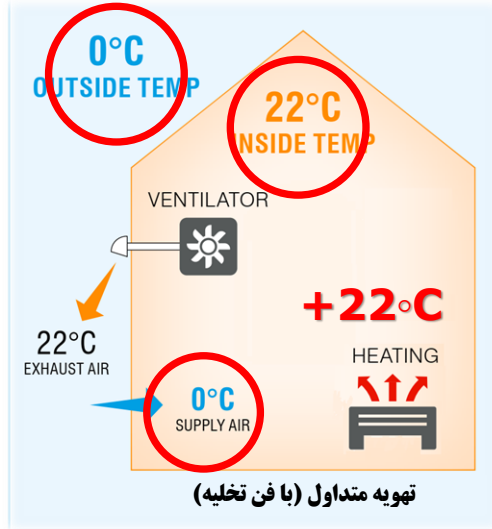 0°C
OUTSIDE TEMP
22°C
INSIDE TEMP
VENTILATOR
+22°C
22°C
EXHAUST AIR
HEATING
0°C
SUPPLY AIR
تهویه متداول (با فن تخلیه)